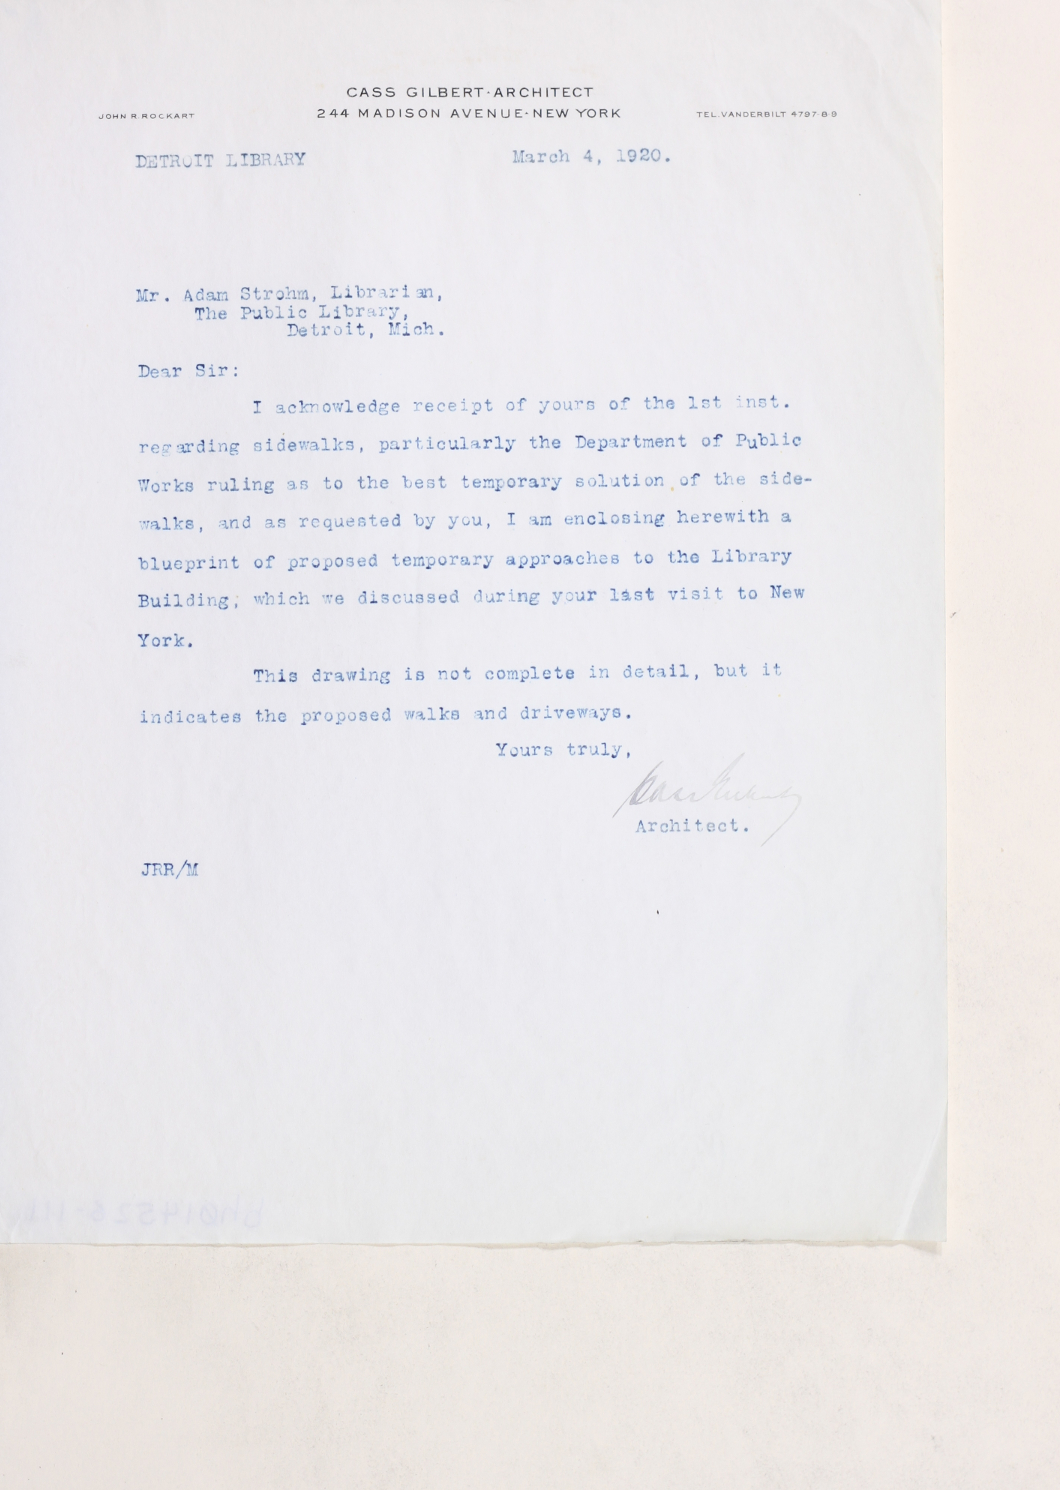 CASS GILBERT·ARCHITECT
JOHN R. ROCKART 244 MADISON AVENUE·NEW YORK TEL. VANDERBILT 4797-8-9
DETROIT LIBRARY March 4, 1920.
Mr. Adam Strohm, Librarian,
The Public Library,
Detroit, Mich.
Dear Sir:
I acknowledge receipt of yours of the 1st inst.
regarding sidewalks, particularly the Department of Public
Works ruling as to the best temporary solution of the side-
walks, and as requested by you, I am enclosing herewith a
blueprint of proposed temporary approaches to the Library
Building, which we discussed during your last visit to New
York.
This drawing is not complete in detail, but it
indicates the proposed walks and driveways.
Yours truly,
Cass Gilbert
Architect.
JRR/M